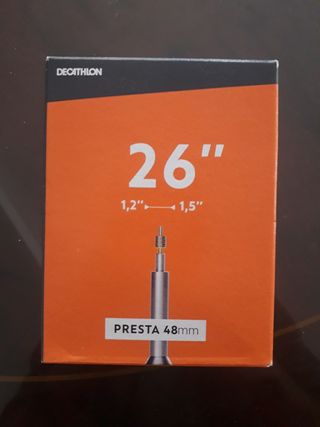 DECATHLON
26"
1,2" 1,5"
PRESTA 48mm